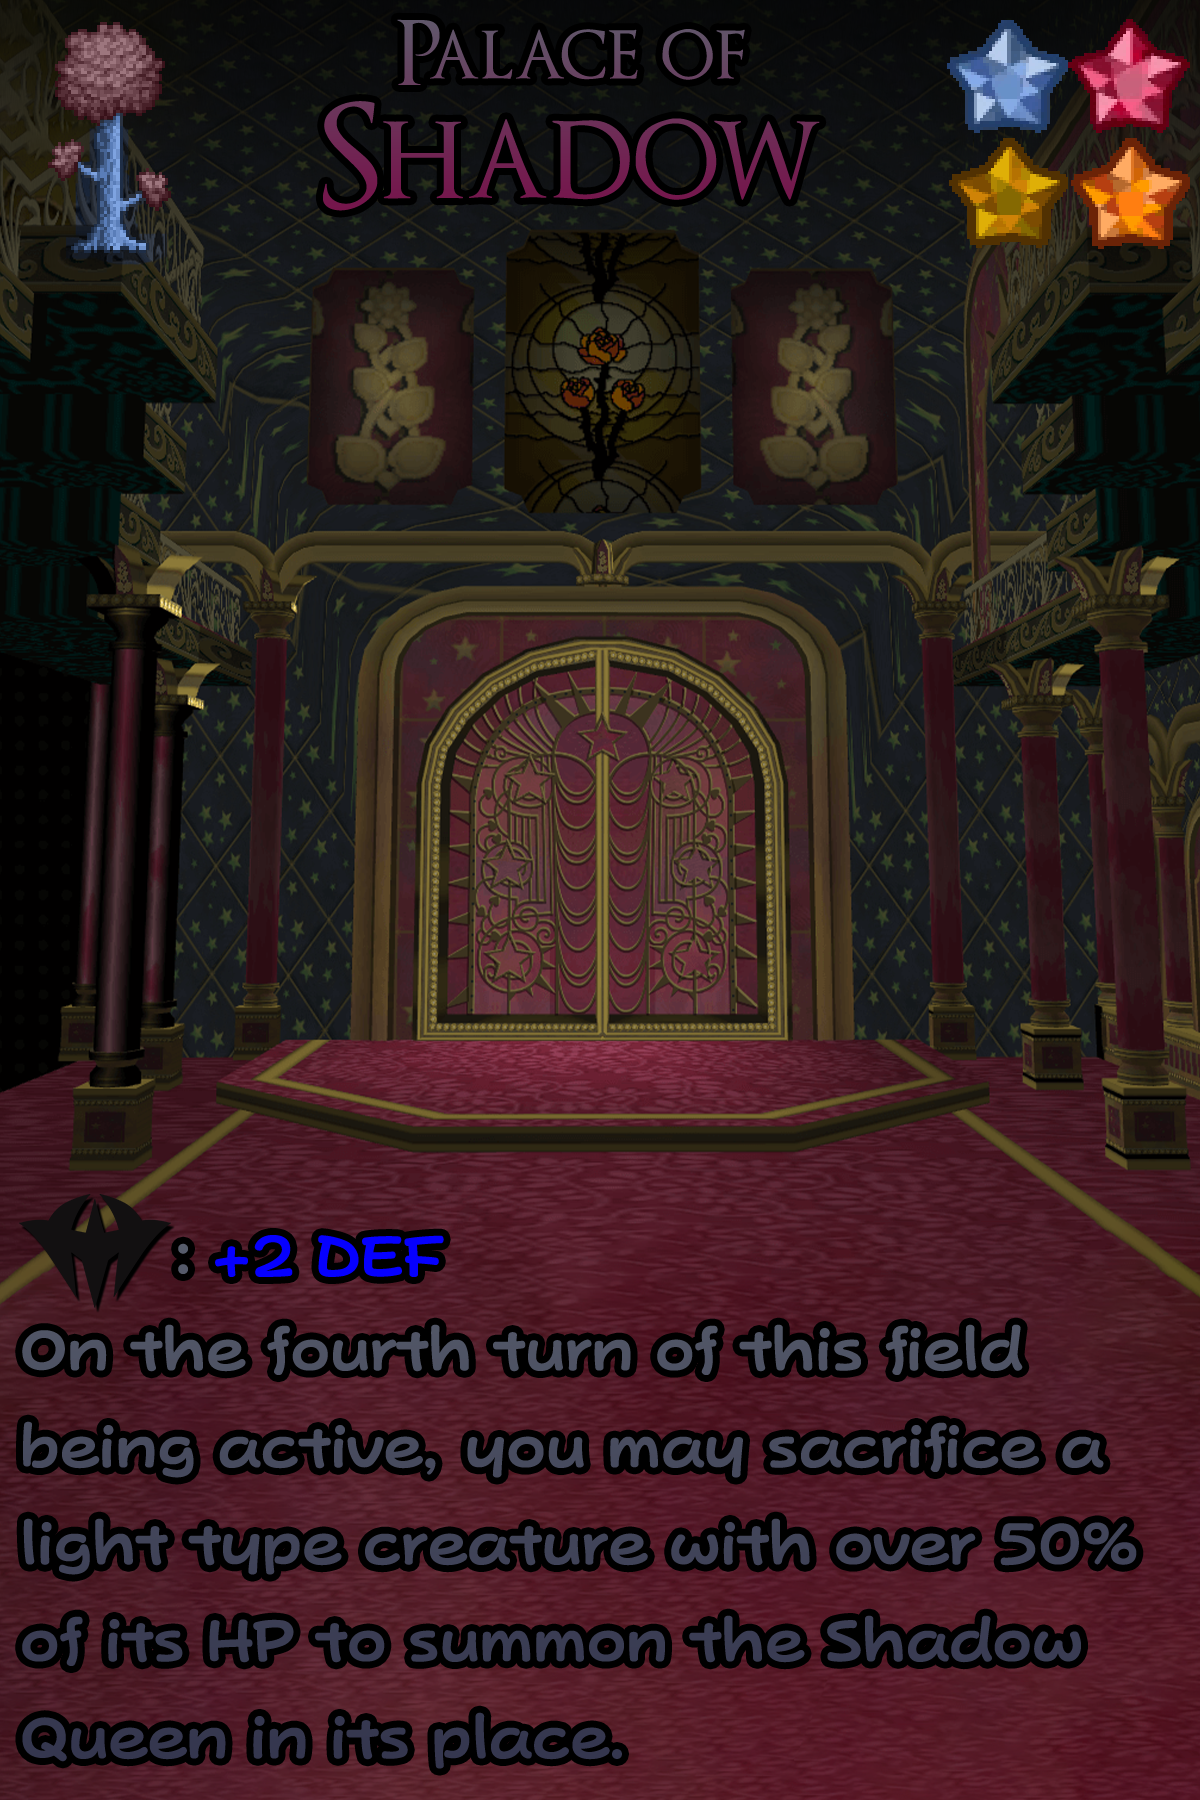 Palace of
Shadow
: +2 DEF
On the fourth turn of this field
being active, you may sacrifice a
light type creature with over 50%
of its HP to summon the Shadow
Queen in its place.